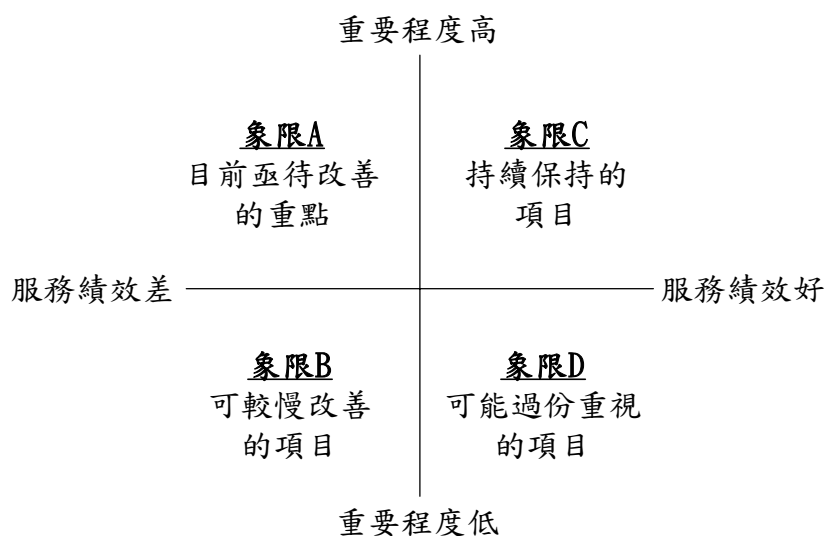 重要程度高
象限A
目前亟待改善
的重點
象限C
持續保持的
項目
服務績效差
服務績效好
象限B
可較慢改善
的項目
象限D
可能過份重視
的項目
重要程度低